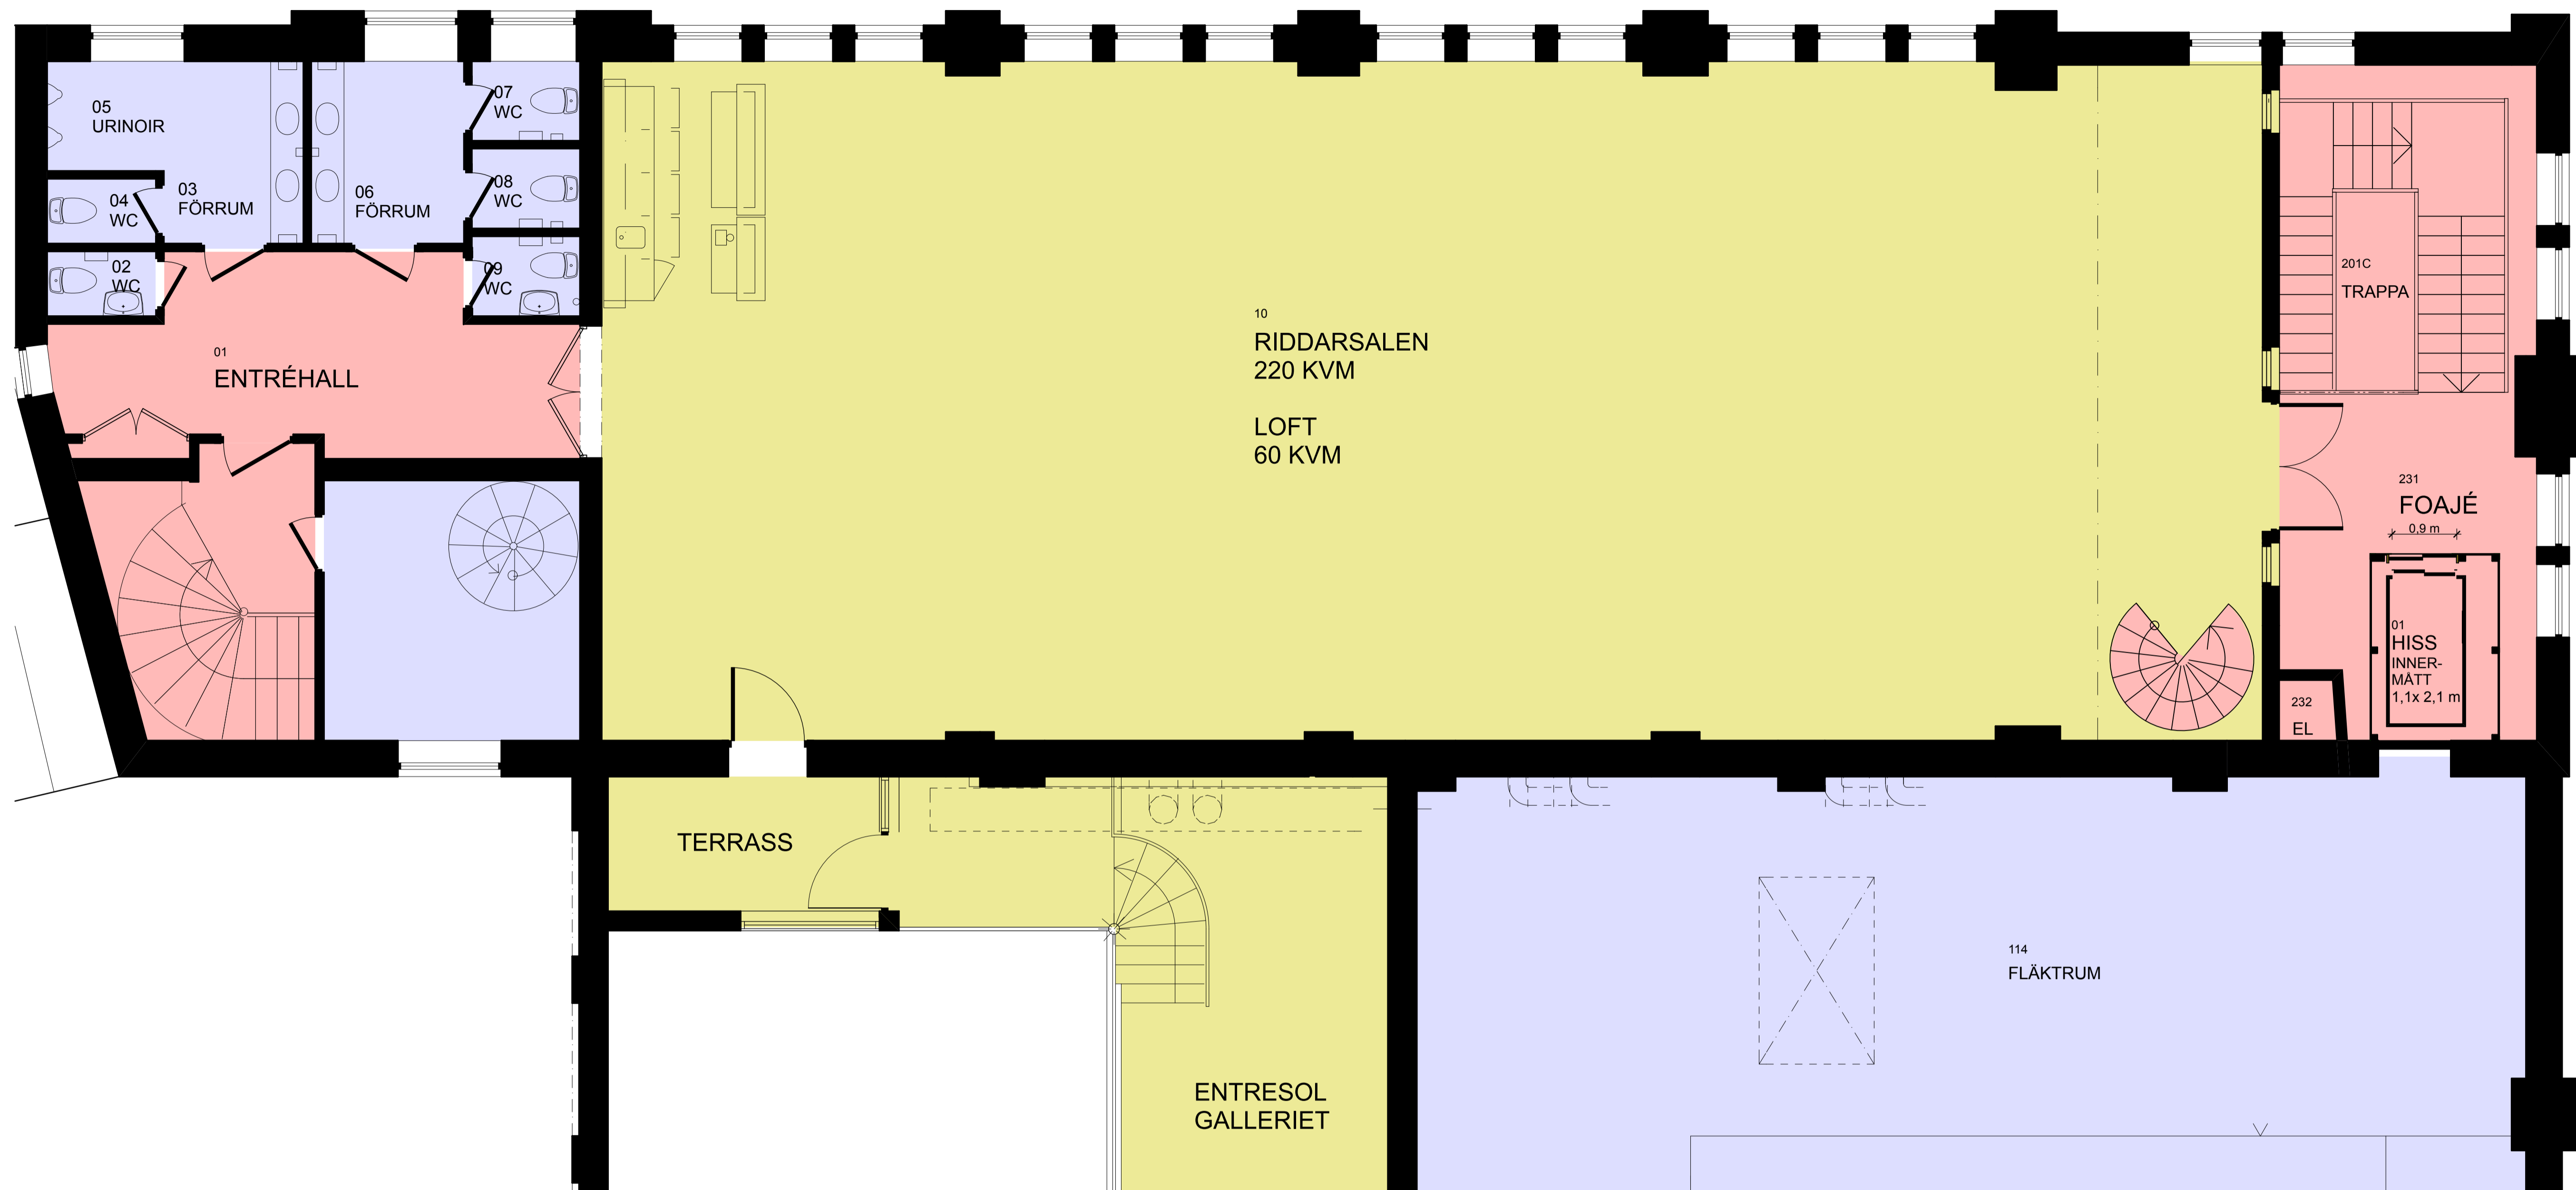 05
URINOIR
07
WC
08
WC
04
WC
03
FÖRRUM
06
FÖRRUM
02
WC
09
WC
01
ENTRÉHALL
10
RIDDARSALEN
220 KVM
LOFT
60 KVM
201C
TRAPPA
231
FOAJÉ
0,9 m
01
HISS
INNER-
MÅTT
1,1x 2,1 m
232
EL
TERRASS
ENTRESOL
GALLERIET
114
FLÄKTRUM